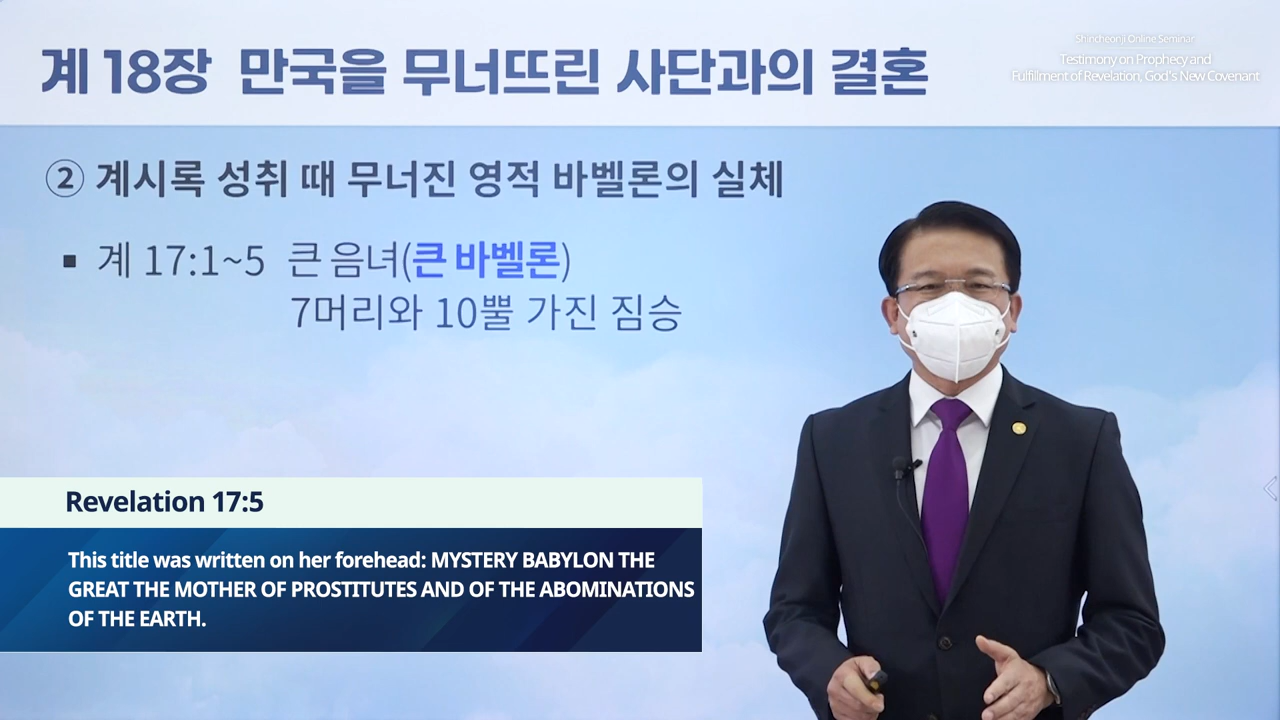 계 18장 만국을 무너뜨린 사단과의 결혼
Shincheonji Online Seminar
Testimony on Prophecy and
Fulfillment of Revelation, God's New Covenant
② 계시록 성취 때 무너진 영적 바벨론의 실체
▪ 계 17:1~5 큰 음녀(큰 바벨론)
7머리와 10뿔 가진 짐승
Revelation 17:5
This title was written on her forehead: MYSTERY BABYLON THE
GREAT THE MOTHER OF PROSTITUTES AND OF THE ABOMINATIONS
OF THE EARTH.